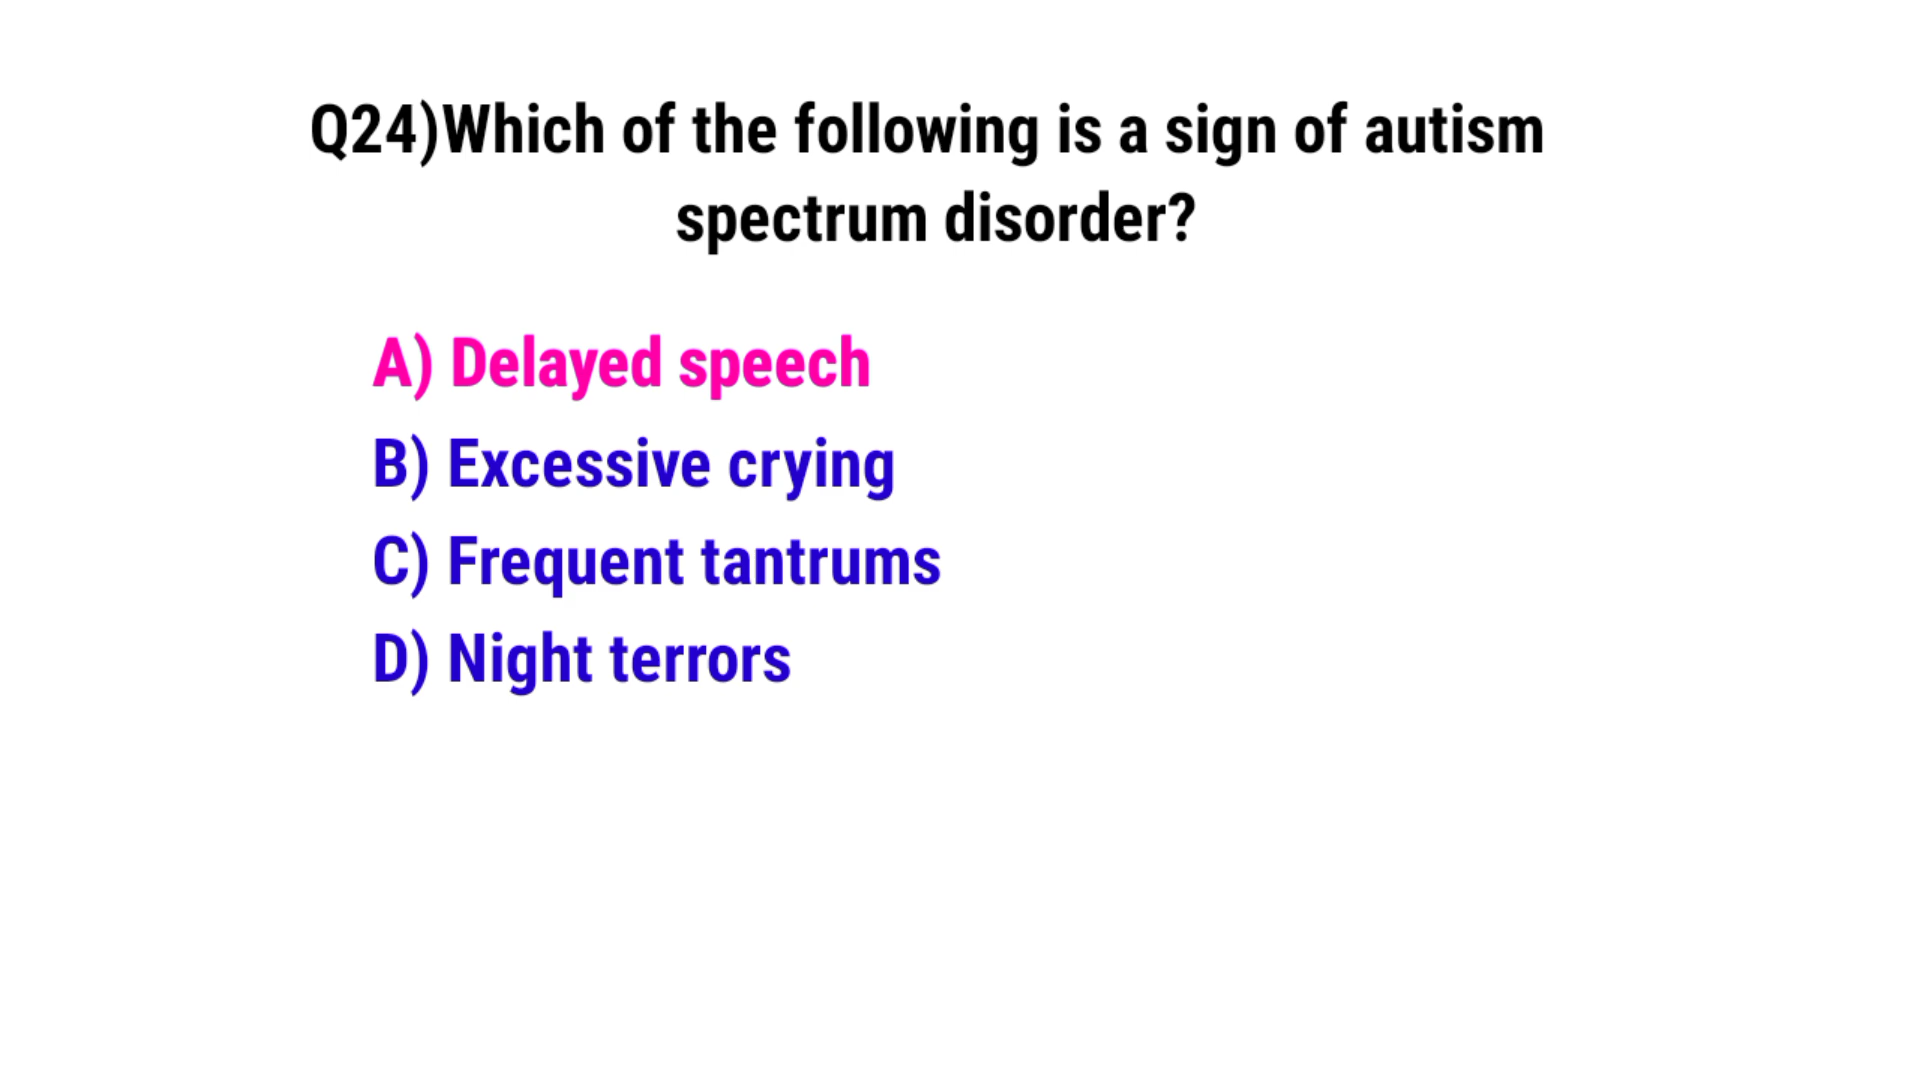 Q24)Which of the following is a sign of autism
spectrum disorder?
A) Delayed speech
B) Excessive crying
C) Frequent tantrums
D) Night terrors